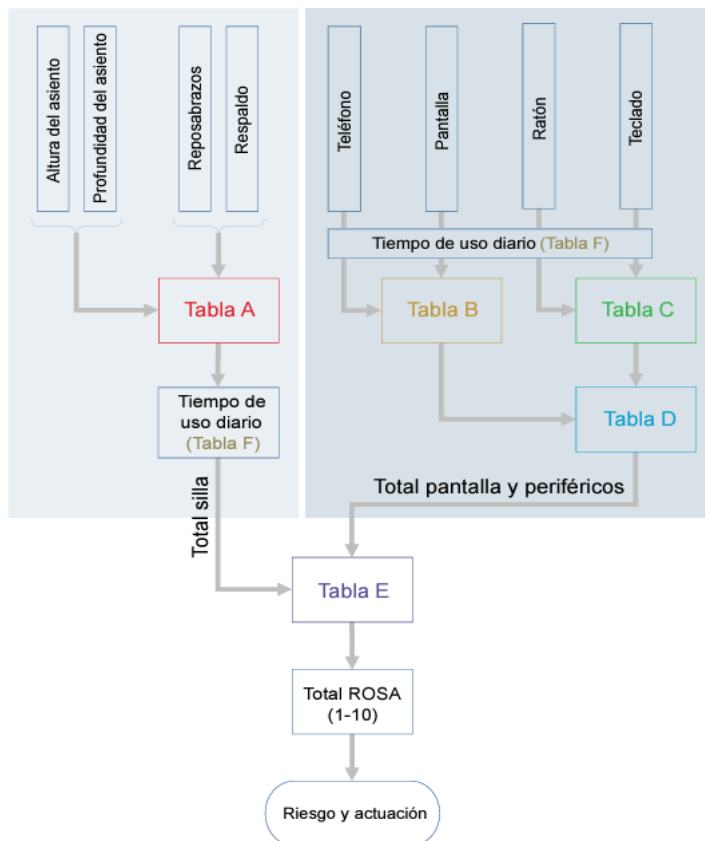 Altura del asiento
Profundidad del asiento
Reposabrazos
Respaldo
Teléfono
Pantalla
Ratón
Teclado
Tiempo de uso diario (Tabla F)
Tabla A
Tabla B
Tabla C
Tiempo de
uso diario
(Tabla F)
Tabla D
Total silla
Total pantalla y periféricos
Tabla E
Total ROSA
(1-10)
Riesgo y actuación